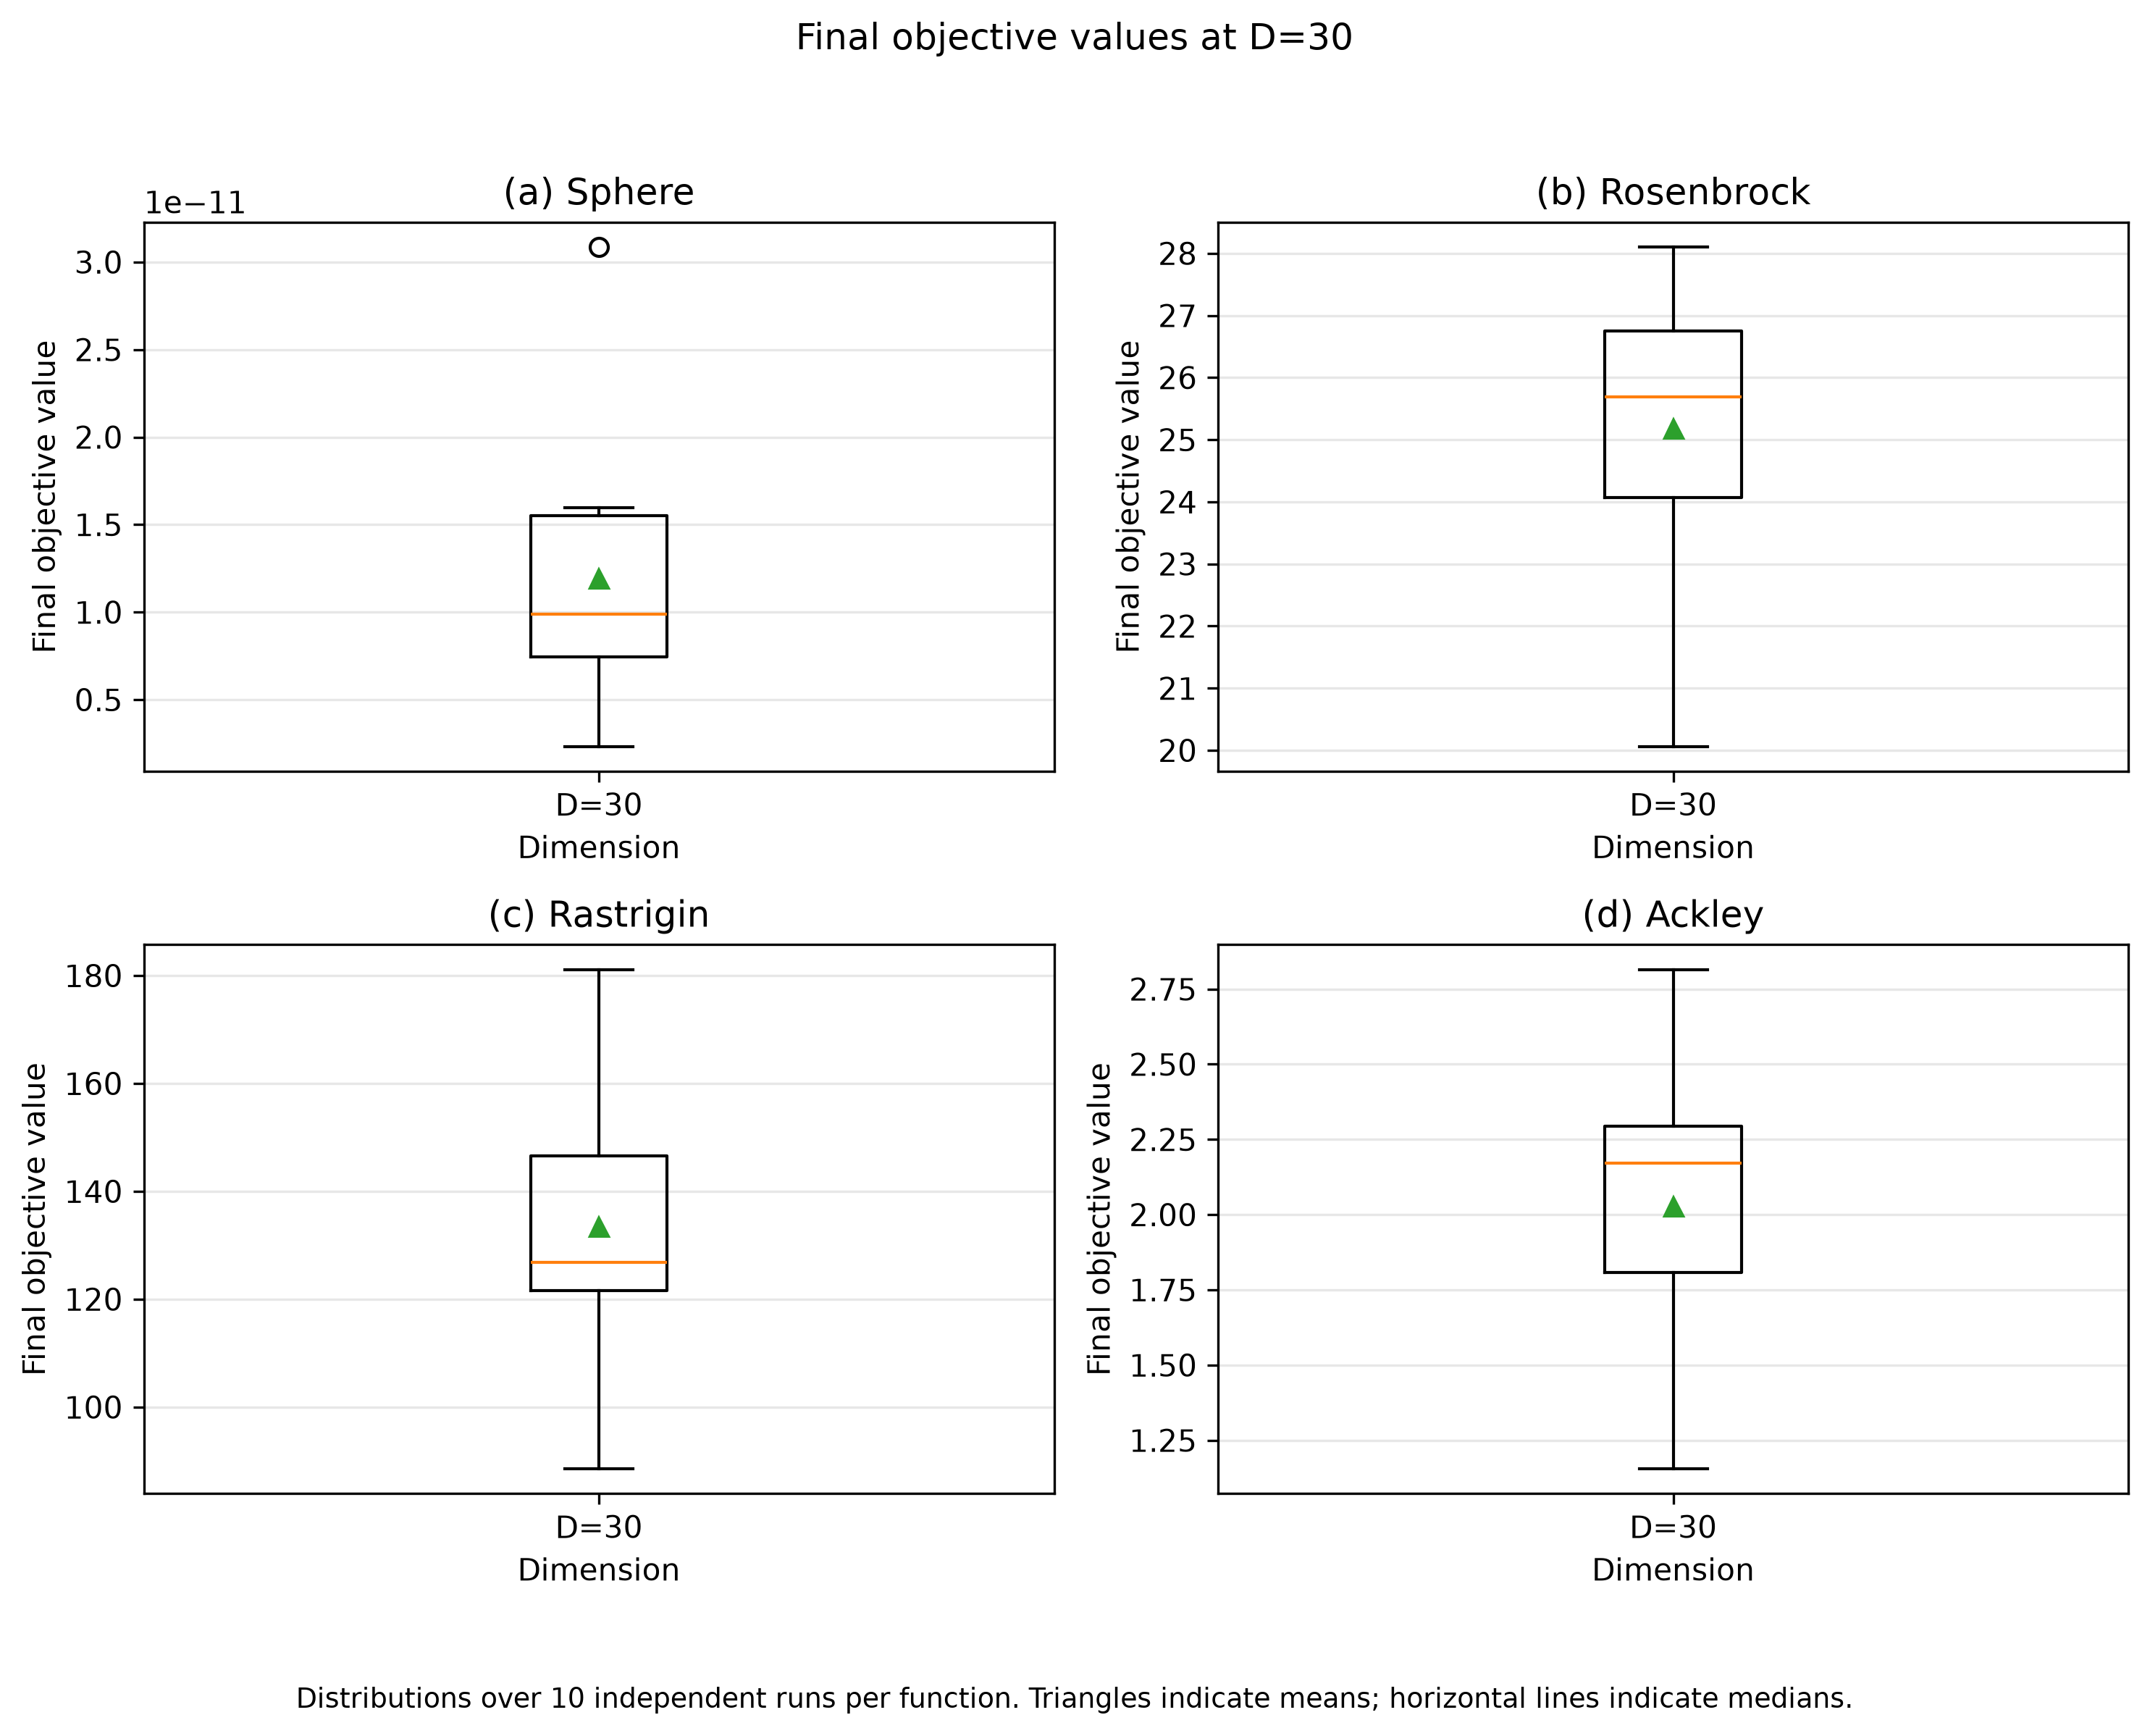 Final objective values at D=30
(a) Sphere
1e−11
3.0
2.5
2.0
1.5
1.0
0.5
Final objective value
D=30
Dimension
(b) Rosenbrock
28
27
26
25
24
23
22
21
20
Final objective value
D=30
Dimension
(c) Rastrigin
180
160
140
120
100
Final objective value
D=30
Dimension
(d) Ackley
2.75
2.50
2.25
2.00
1.75
1.50
1.25
Final objective value
D=30
Dimension
Distributions over 10 independent runs per function. Triangles indicate means; horizontal lines indicate medians.